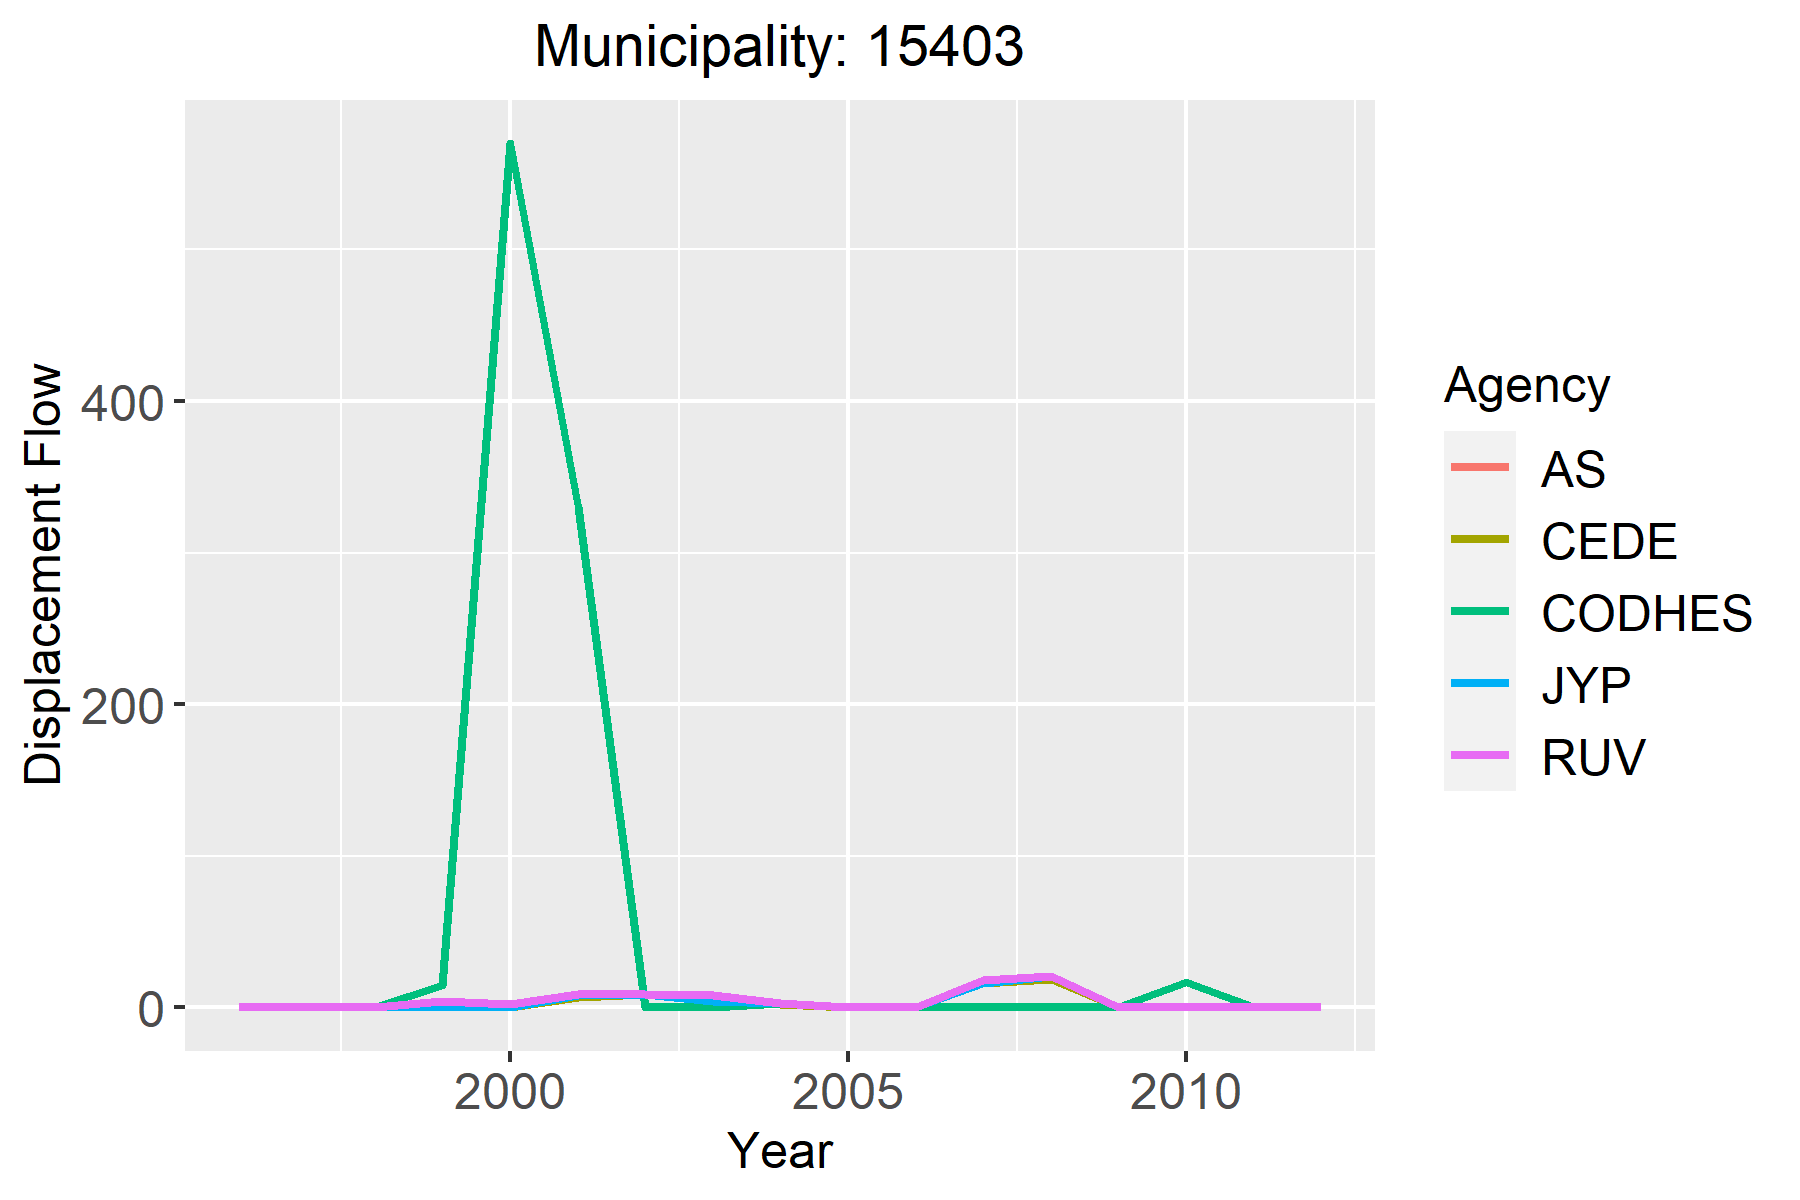 Municipality: 15403
Displacement Flow
400
200
0
2000 2005 2010
Year
Agency
AS
CEDE
CODHES
JYP
RUV